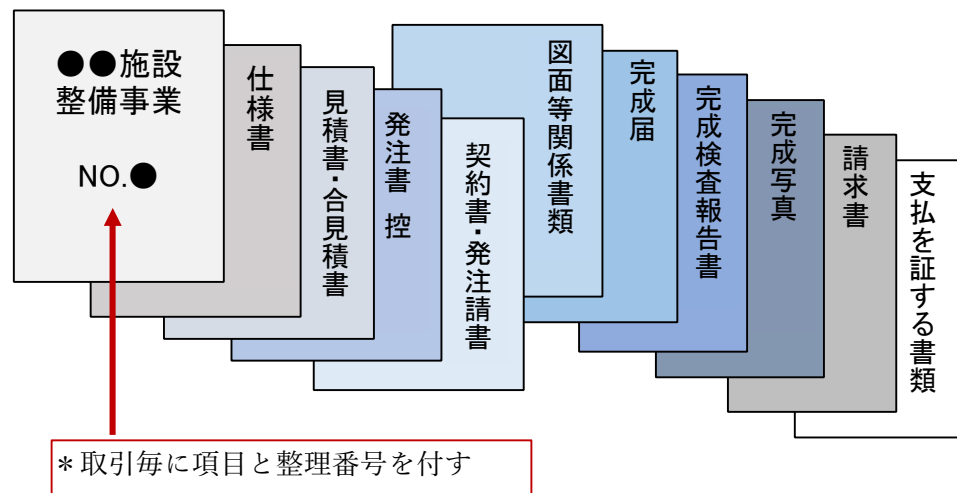 ●●施設
整備事業
NO.●
仕様書
見積書・合見積書
発注書 控
契約書・発注請書
図面等関係書類
完成届
完成検査報告書
完成写真
請求書
支払を証する書類
＊取引毎に項目と整理番号を付す